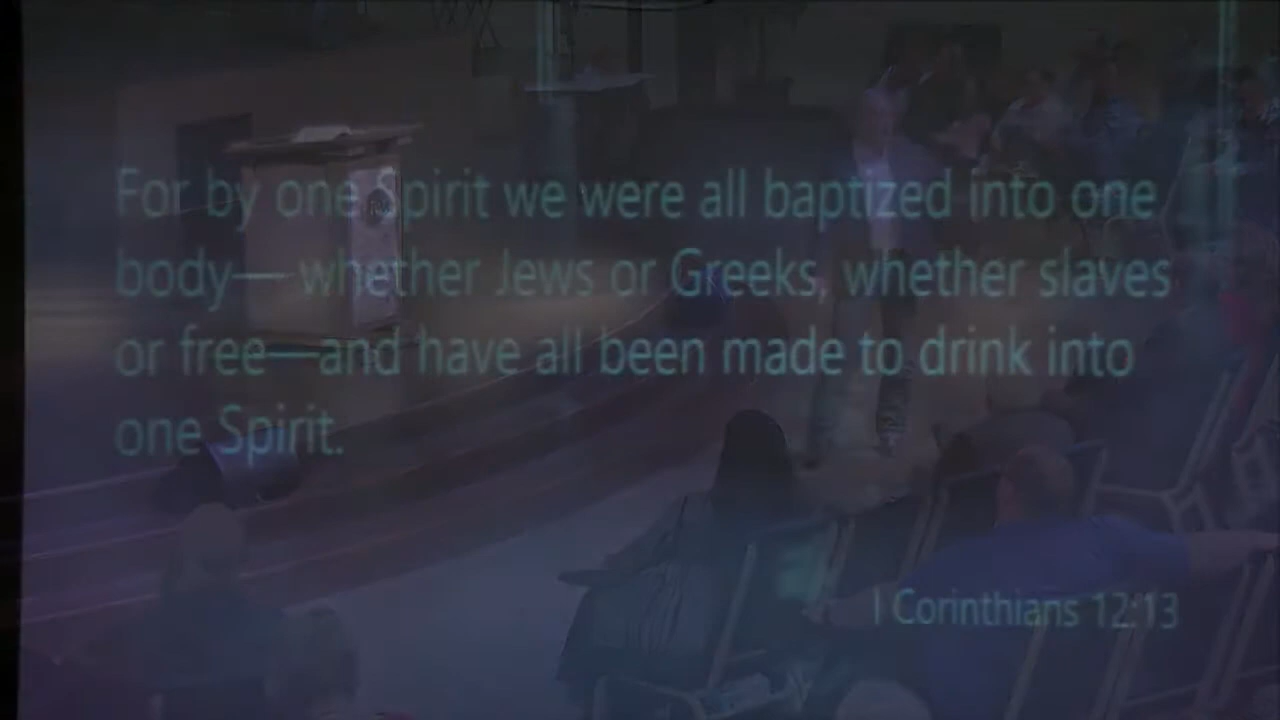 For by one Spirit we were all baptized into one
body— whether Jews or Greeks, whether slaves
or free—and have all been made to drink into
one Spirit.
I Corinthians 12:13